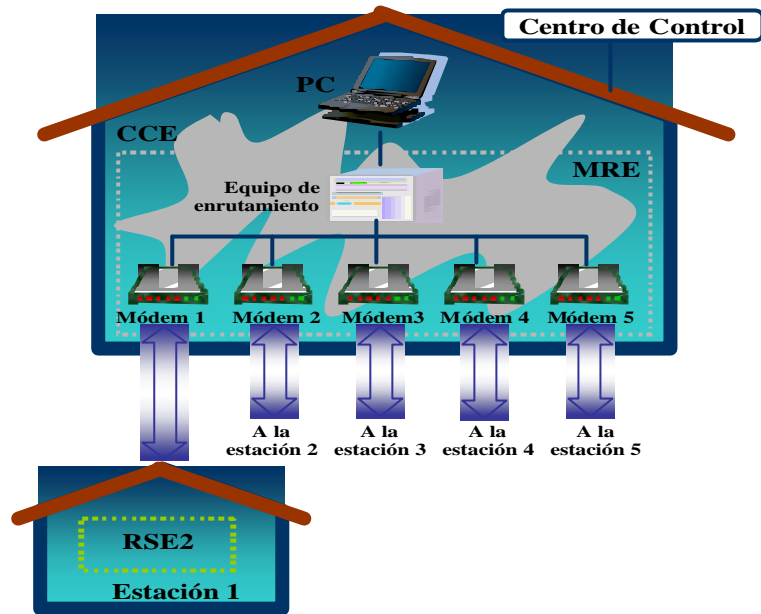 Centro de Control
PC
CCE
MRE
Equipo de
enrutamiento
Módem 1
Módem 2
Módem3
Módem 4
Módem 5
A la
estación 2
A la
estación 3
A la
estación 4
A la
estación 5
RSE2
Estación 1